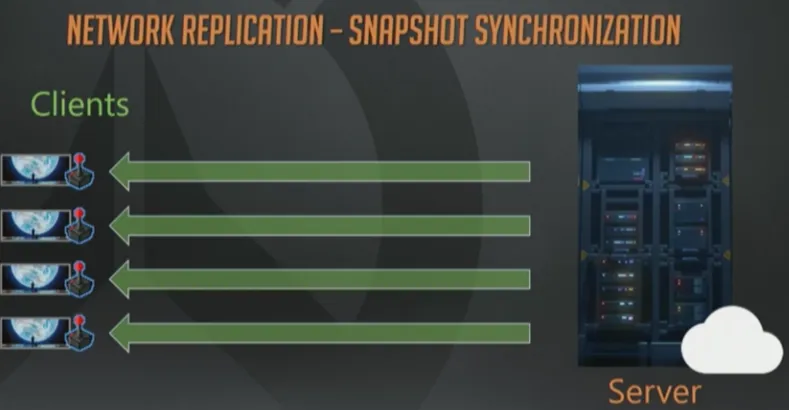 NETWORK REPLICATION – SNAPSHOT SYNCHRONIZATION
Clients
Server